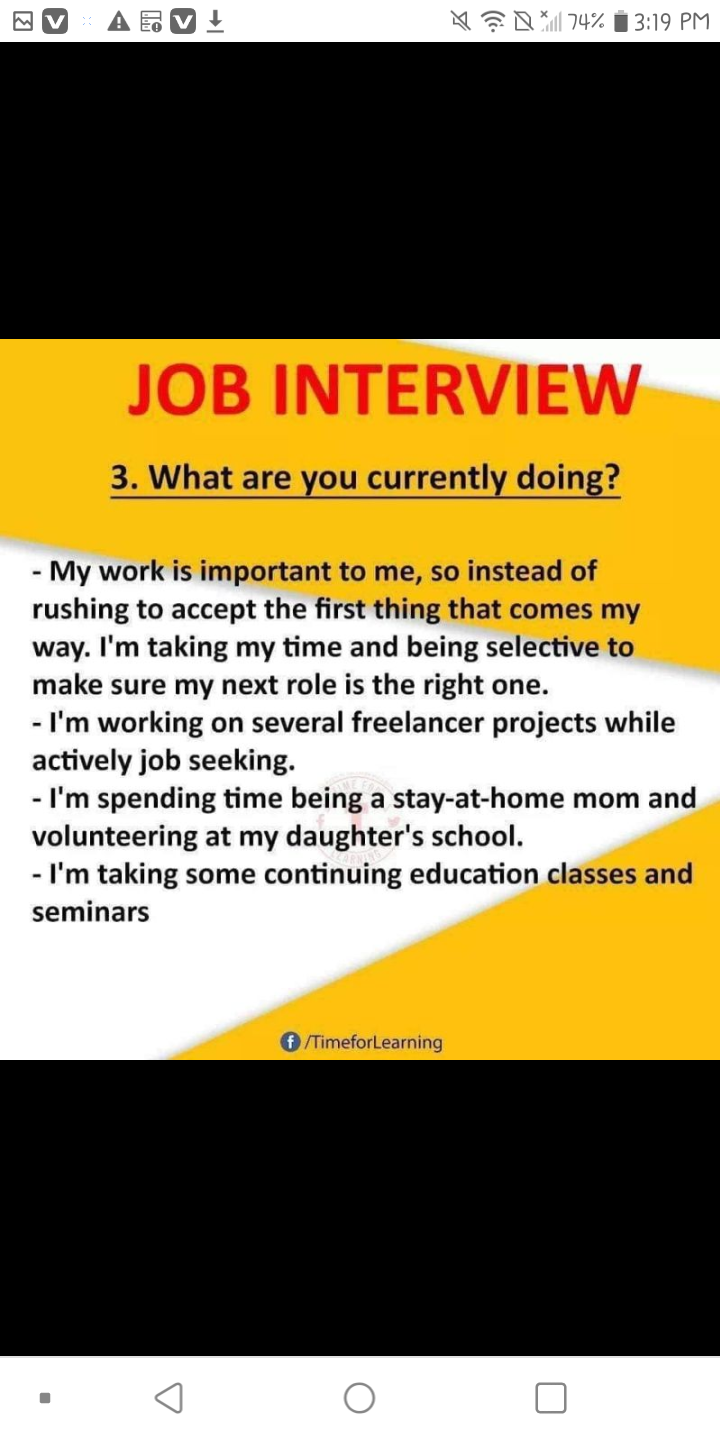 74% 3:19 PM
JOB INTERVIEW
3. What are you currently doing?
- My work is important to me, so instead of
rushing to accept the first thing that comes my
way. I'm taking my time and being selective to
make sure my next role is the right one.
- I'm working on several freelancer projects while
actively job seeking.
- I'm spending time being a stay-at-home mom and
volunteering at my daughter's school.
- I'm taking some continuing education classes and
seminars
f /TimeforLearning